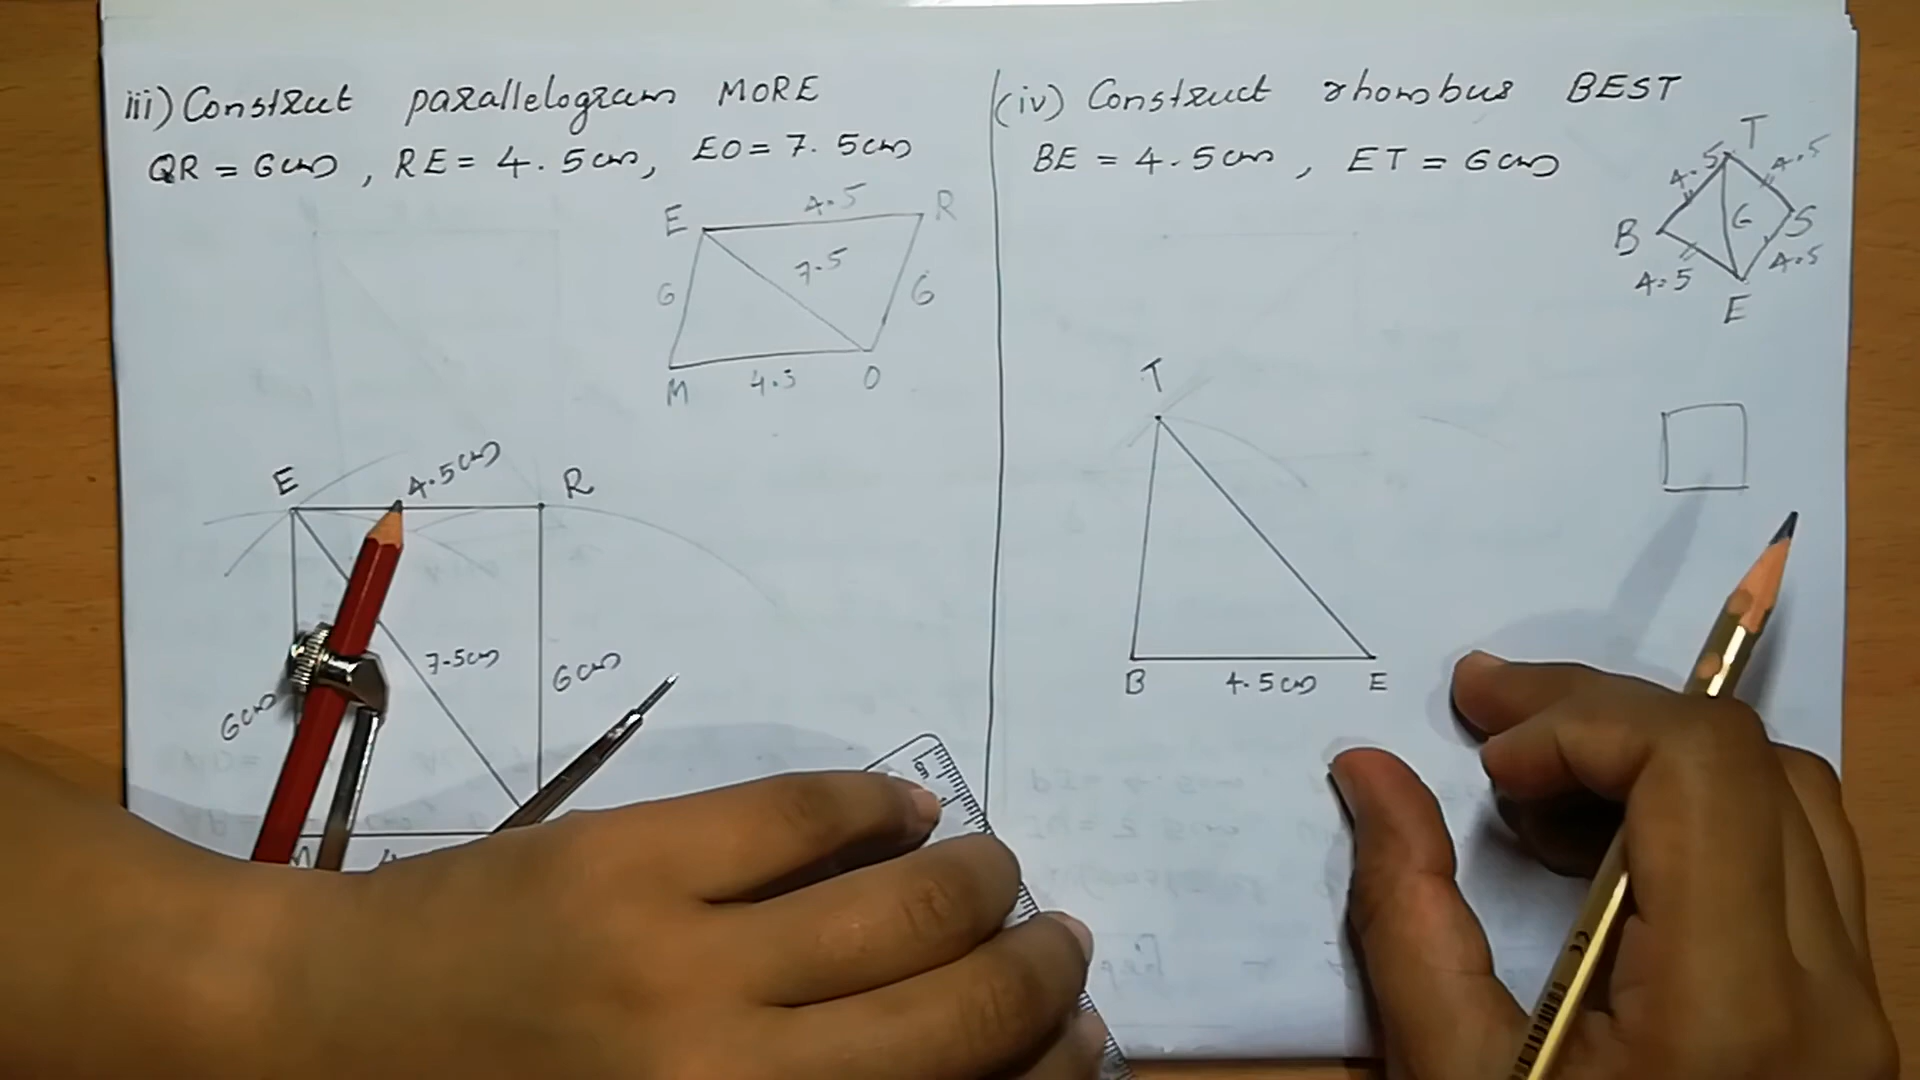 iii) Construct parallelogram MORE
QR = 6cm, RE = 4.5cm, EO = 7.5cm
E 4.5 R
6 7.5 6
M 4.5 O
E 4.5cm R
7.5cm
6cm 6cm
(iv) Construct rhombus BEST
BE = 4.5cm, ET = 6cm
T
4.5 4.5
B 6 S
4.5 4.5
E
T
B 4.5cm E
cm